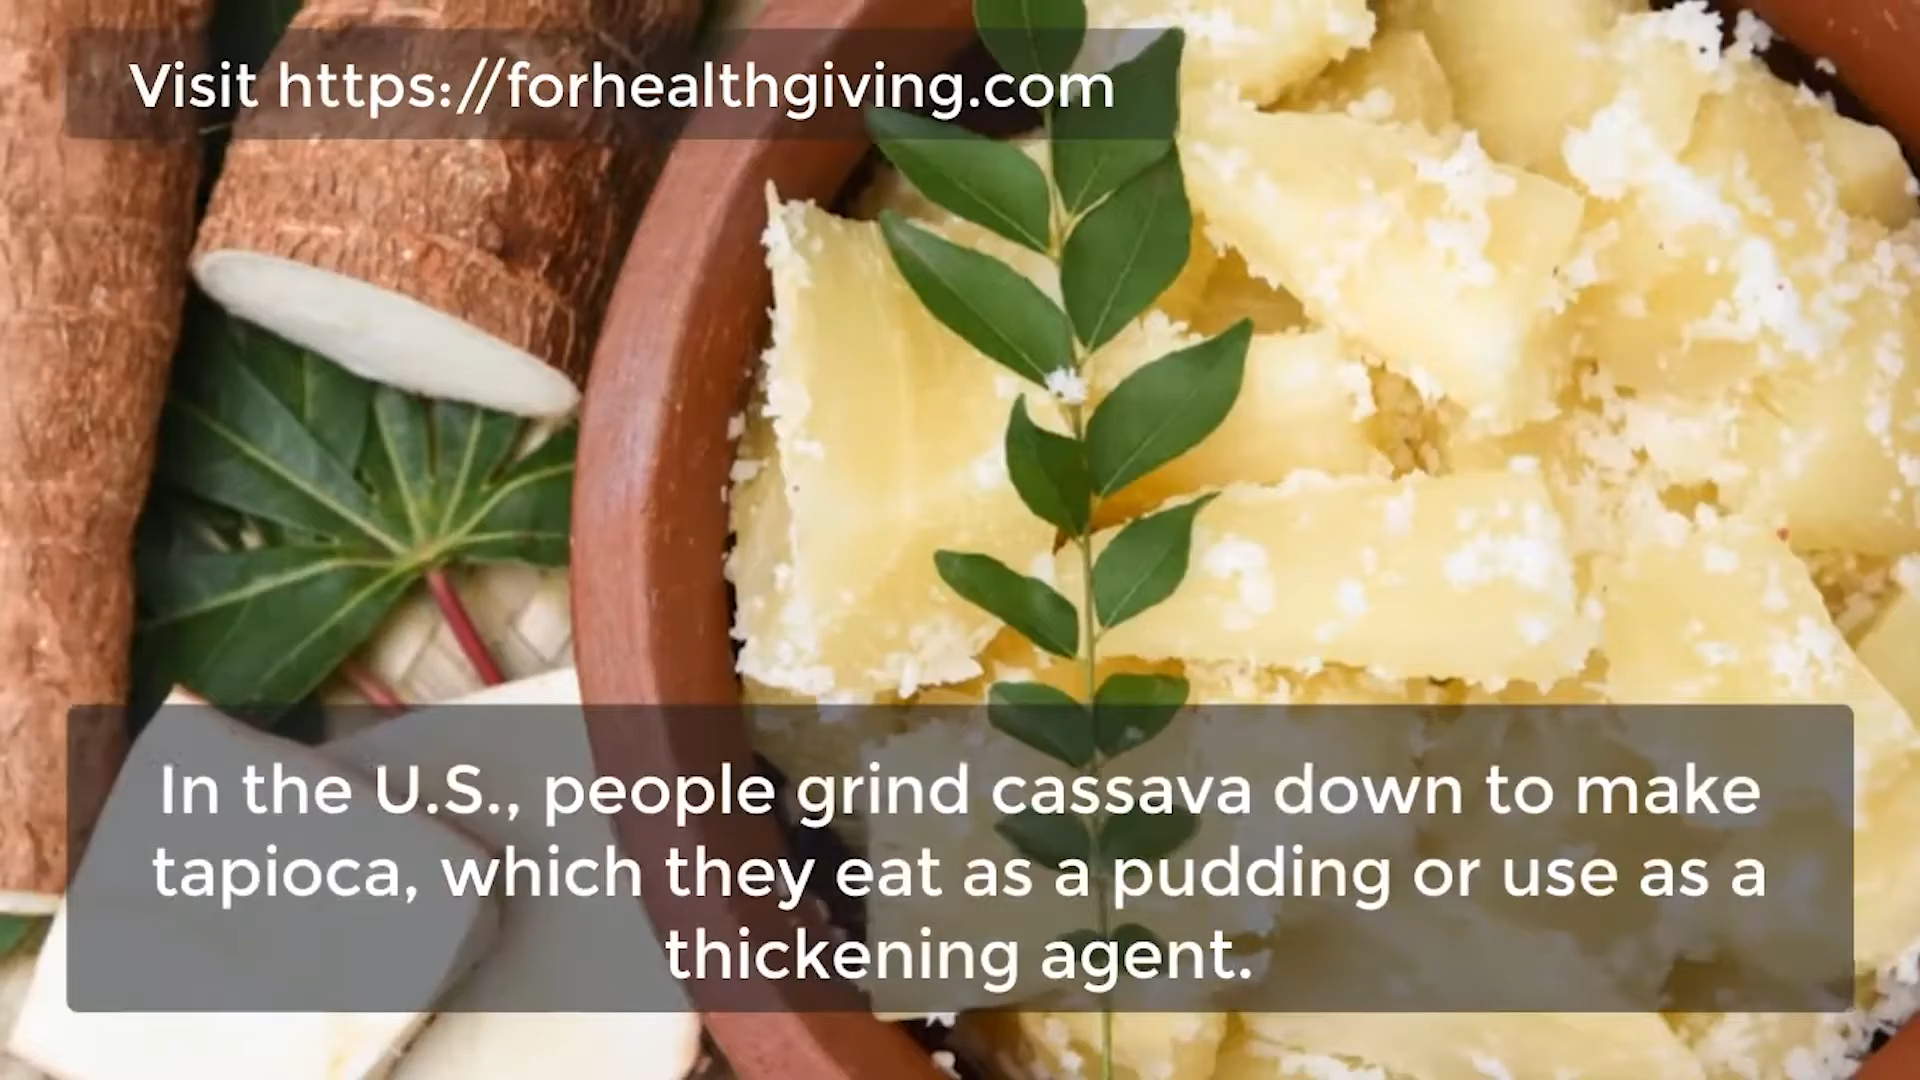 Visit https://forhealthgiving.com
In the U.S., people grind cassava down to make
tapioca, which they eat as a pudding or use as a
thickening agent.